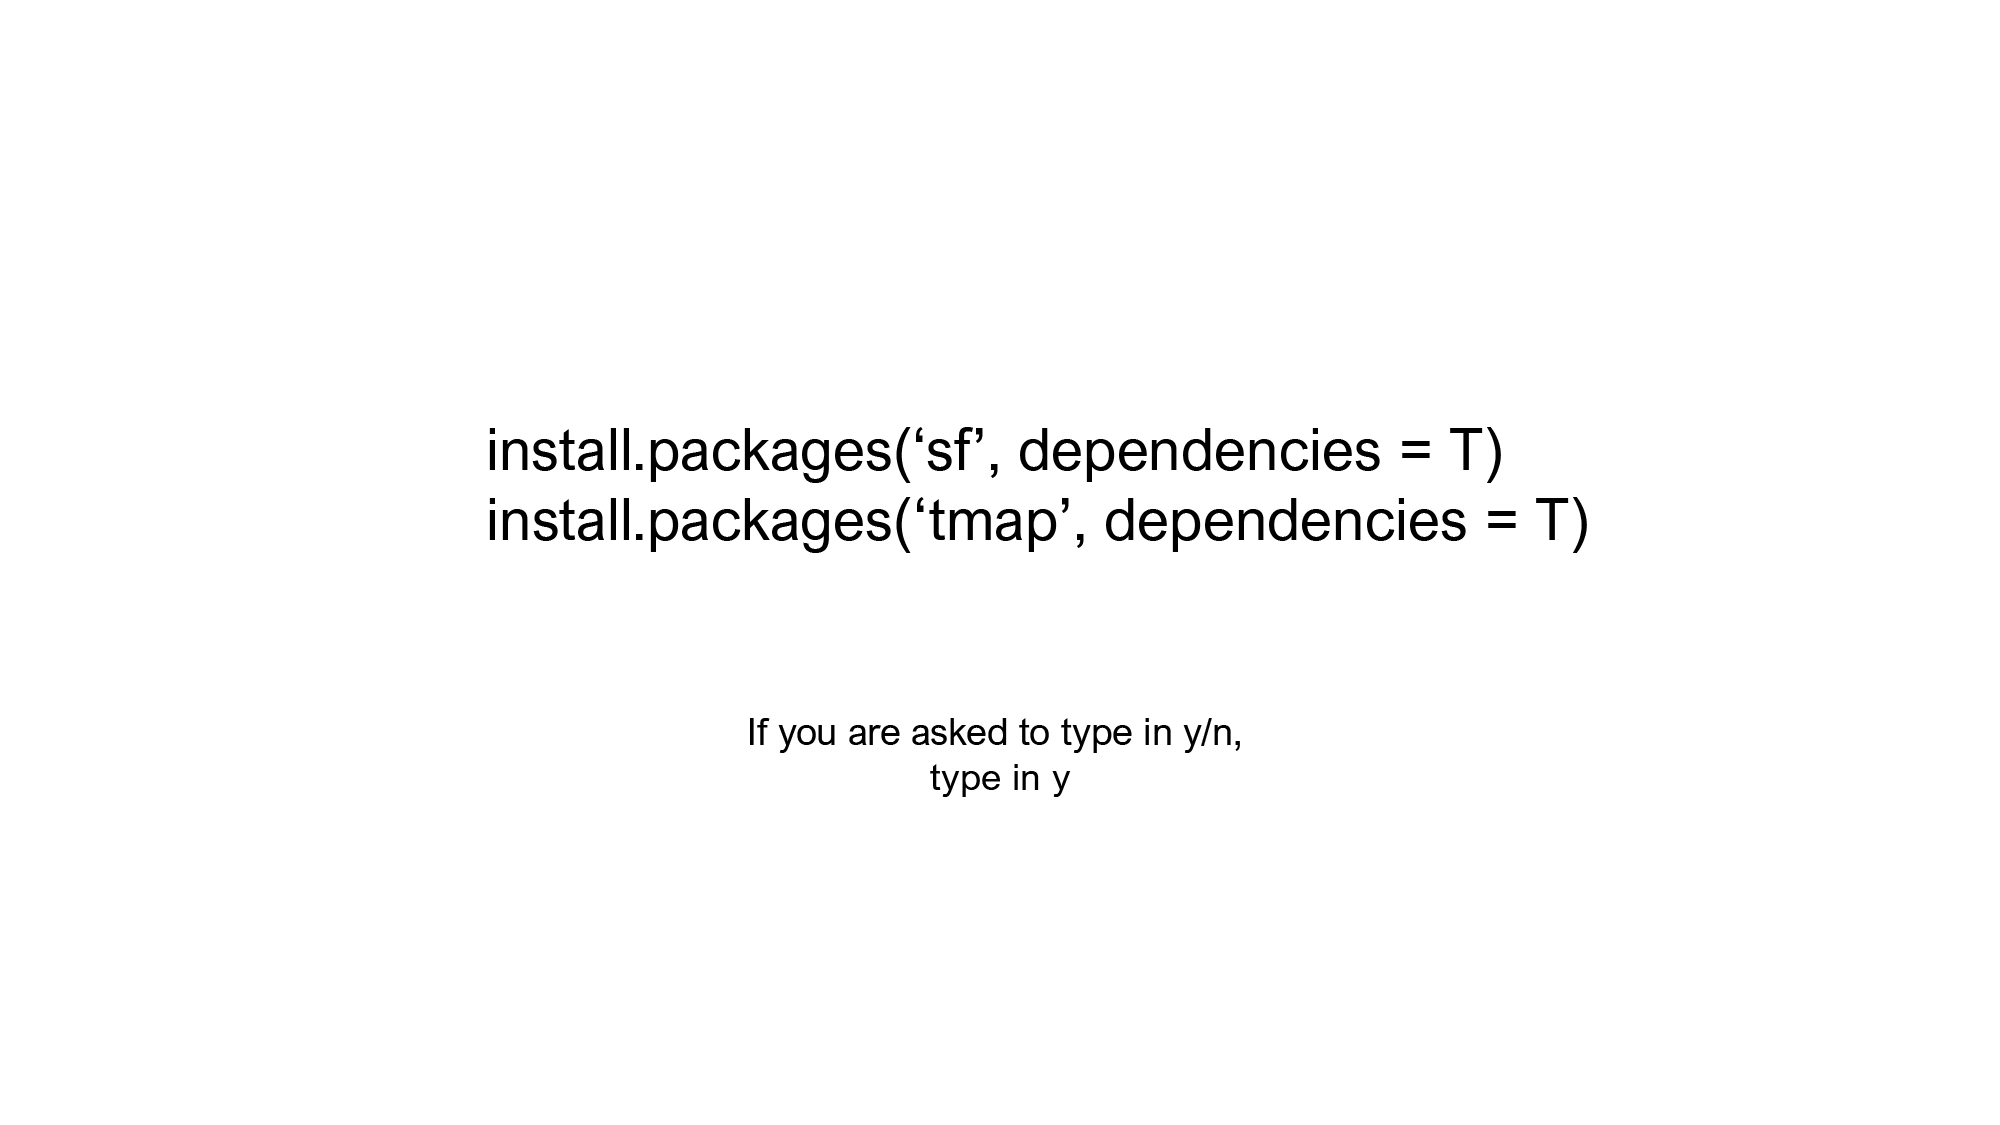 install.packages(‘sf’, dependencies = T)
install.packages(‘tmap’, dependencies = T)
If you are asked to type in y/n,
type in y